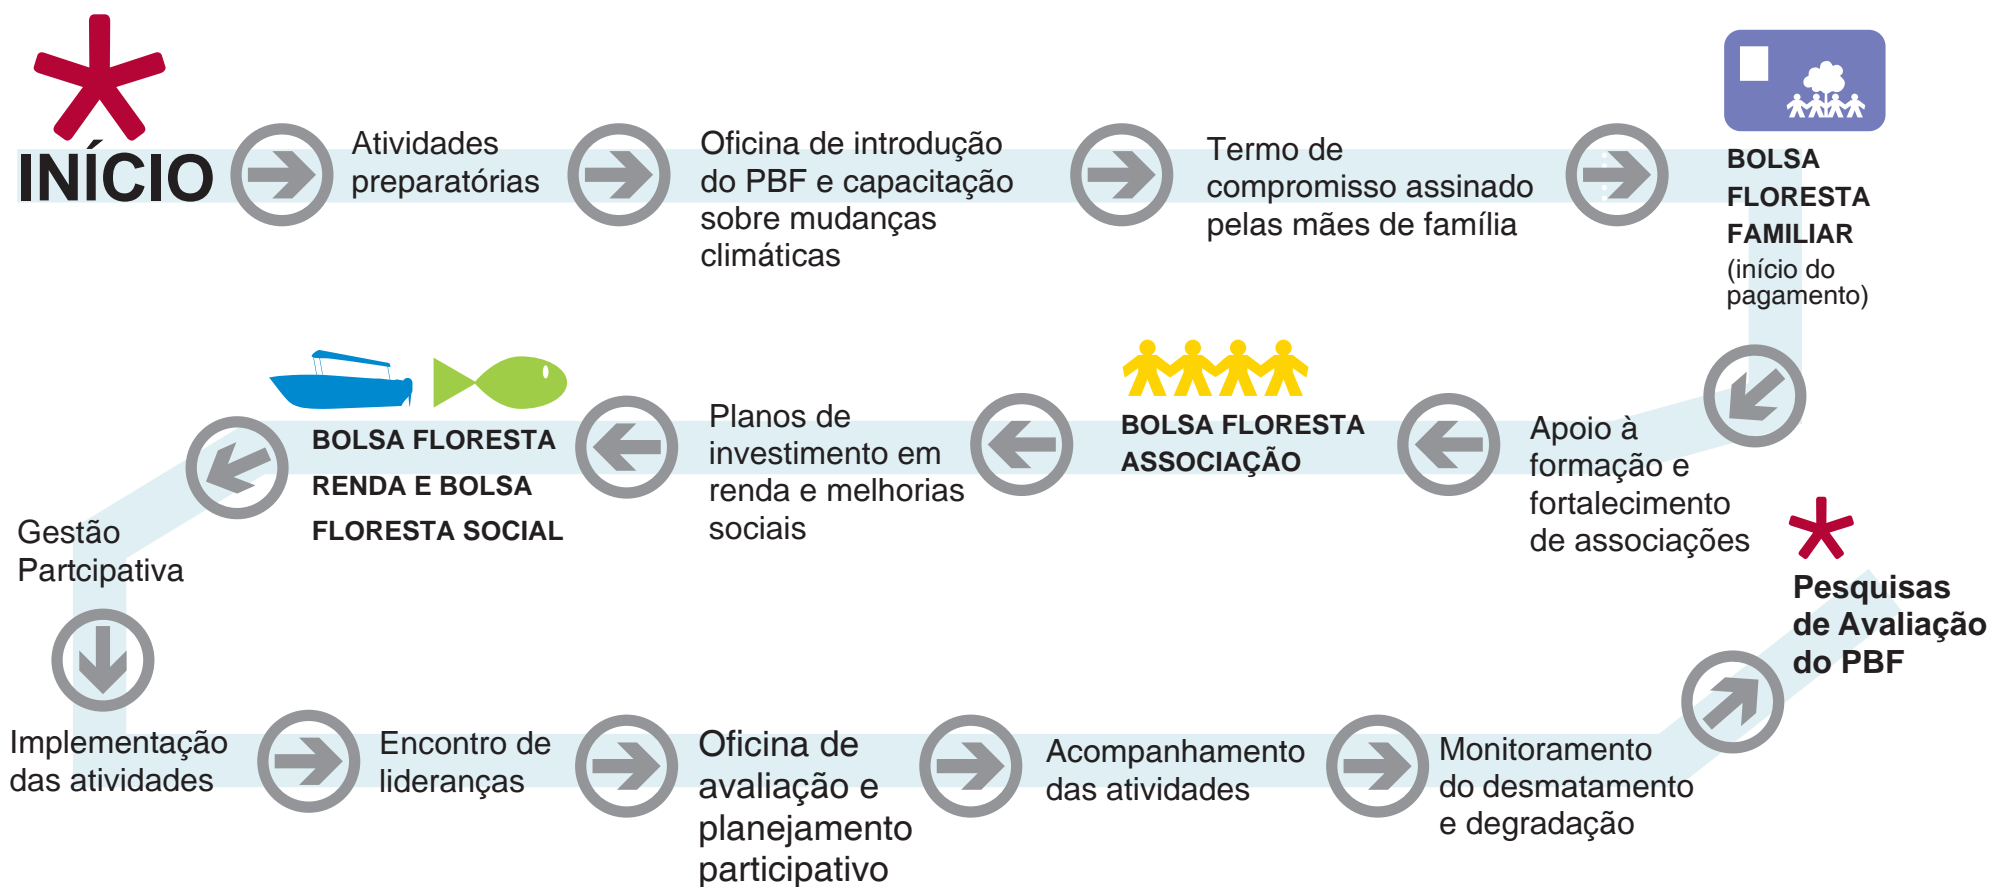 INÍCIO
Atividades
preparatórias
Oficina de introdução
do PBF e capacitação
sobre mudanças
climáticas
Termo de
compromisso assinado
pelas mães de família
BOLSA
FLORESTA
FAMILIAR
(início do
pagamento)
Apoio à
formação e
fortalecimento
de associações
BOLSA FLORESTA
ASSOCIAÇÃO
Planos de
investimento em
renda e melhorias
sociais
BOLSA FLORESTA
RENDA E BOLSA
FLORESTA SOCIAL
Gestão
Partcipativa
Implementação
das atividades
Encontro de
lideranças
Oficina de
avaliação e
planejamento
participativo
Acompanhamento
das atividades
Monitoramento
do desmatamento
e degradação
Pesquisas
de Avaliação
do PBF